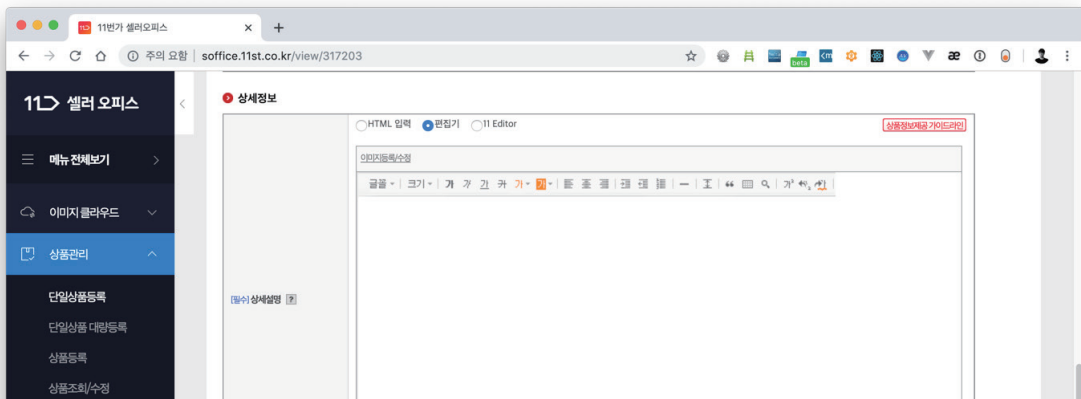 11번가 셀러오피스
주의 요함 | soffice.11st.co.kr/view/317203
beta
11 셀러 오피스
메뉴 전체보기
이미지 클라우드
상품관리
단일상품등록
단일상품 대량등록
상품등록
상품조회/수정
상세정보
HTML 입력 편집기 11 Editor
상품정보제공 가이드라인
이미지등록/수정
글꼴 크기 가 가 가 가 가 가
[필수] 상세설명 ?